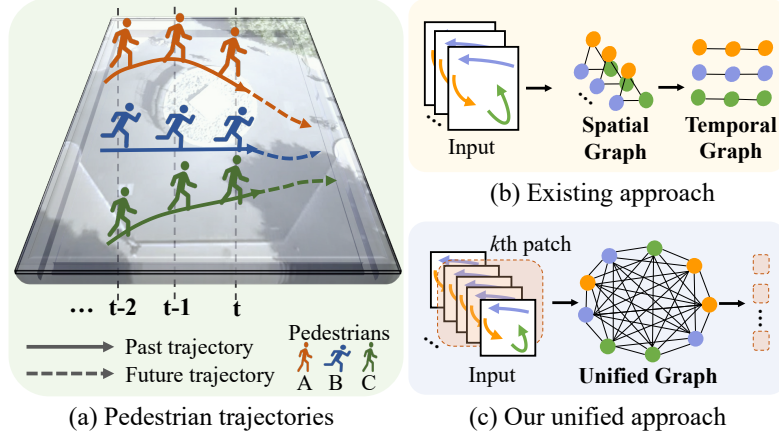 ... t-2 t-1 t
Past trajectory
Future trajectory
Pedestrians
A B C
(a) Pedestrian trajectories
Input
Spatial
Graph
Temporal
Graph
(b) Existing approach
kth patch
Input
Unified Graph
(c) Our unified approach